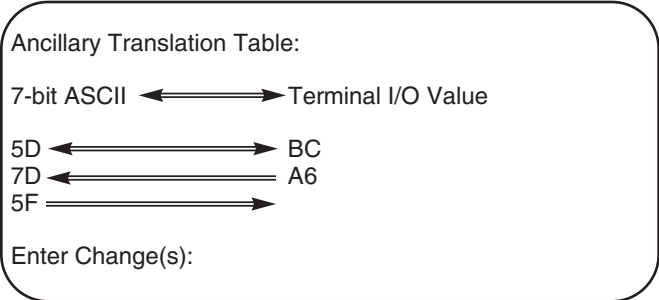 Ancillary Translation Table:
7-bit ASCII Terminal I/O Value
5D BC
7D A6
5F
Enter Change(s):